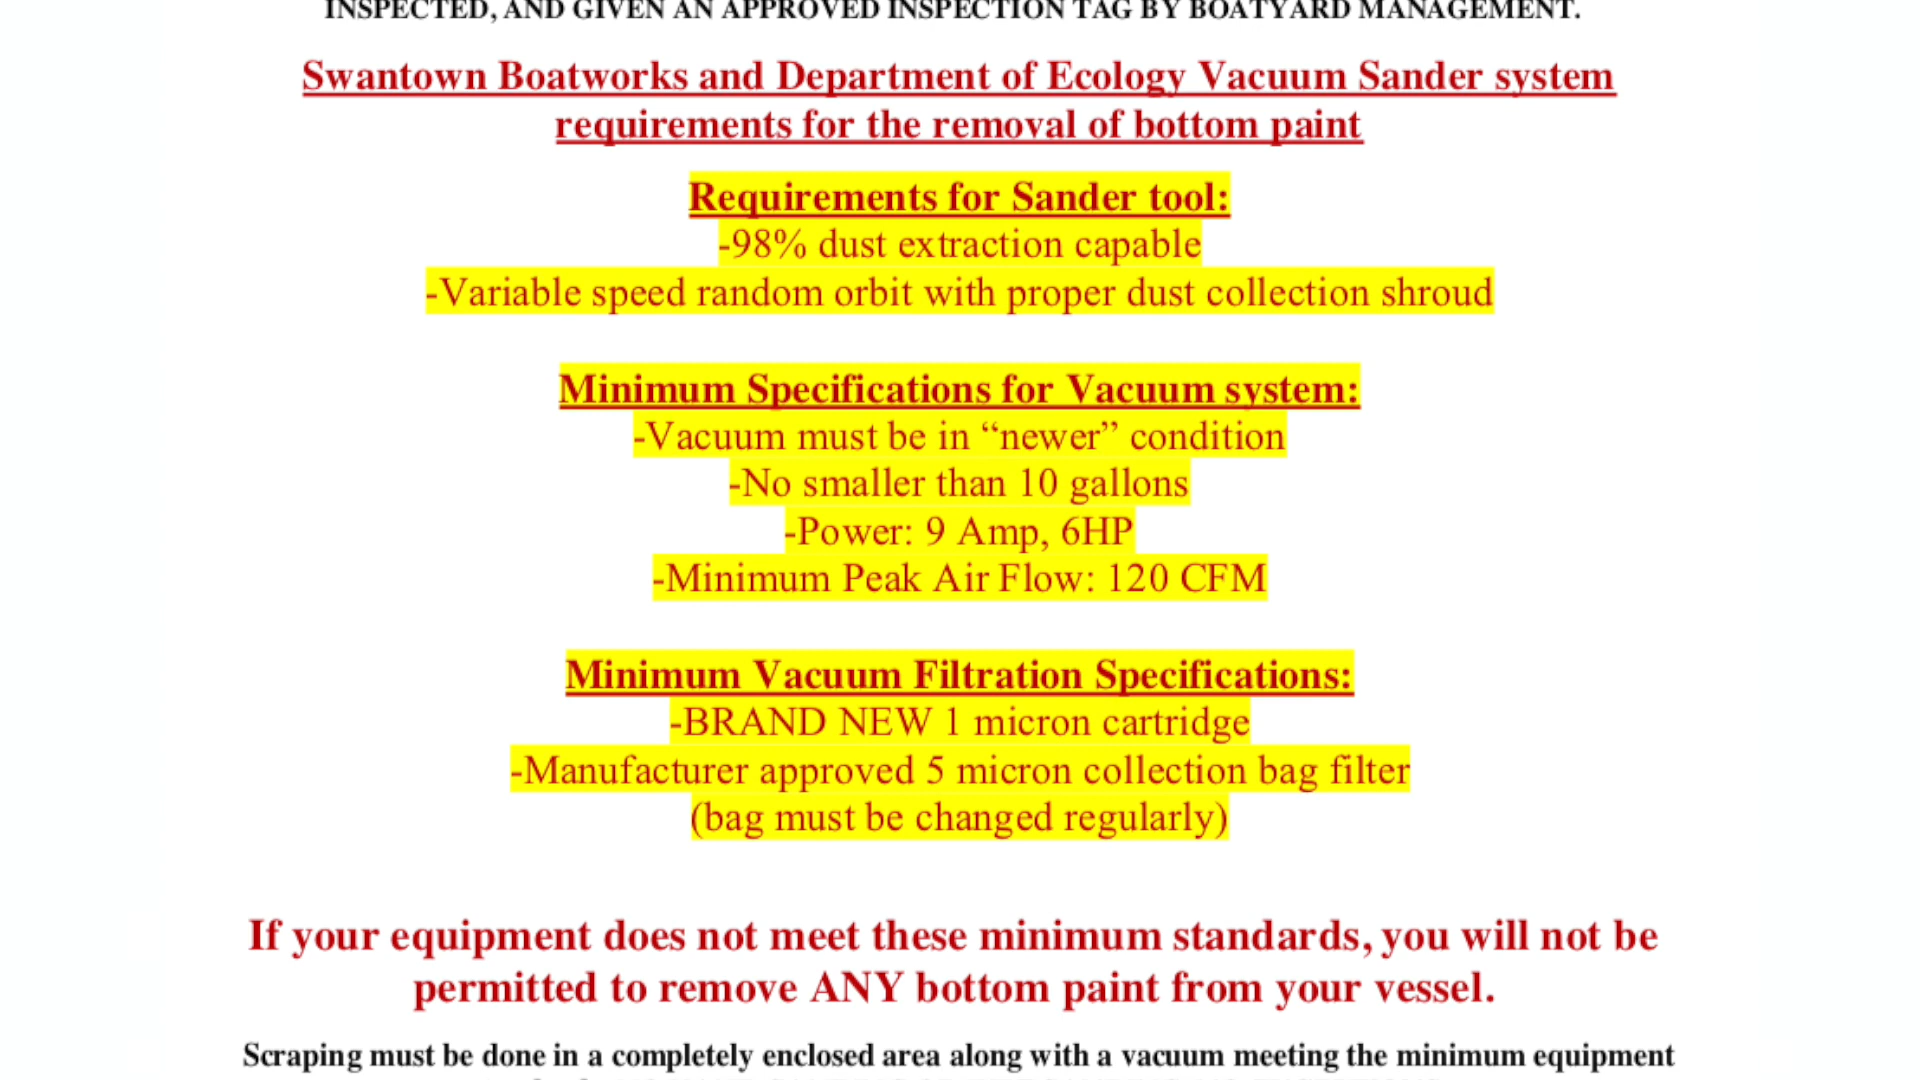 INSPECTED, AND GIVEN AN APPROVED INSPECTION TAG BY BOATYARD MANAGEMENT.
Swantown Boatworks and Department of Ecology Vacuum Sander system
requirements for the removal of bottom paint
Requirements for Sander tool:
-98% dust extraction capable
-Variable speed random orbit with proper dust collection shroud
Minimum Specifications for Vacuum system:
-Vacuum must be in “newer” condition
-No smaller than 10 gallons
-Power: 9 Amp, 6HP
-Minimum Peak Air Flow: 120 CFM
Minimum Vacuum Filtration Specifications:
-BRAND NEW 1 micron cartridge
-Manufacturer approved 5 micron collection bag filter
(bag must be changed regularly)
If your equipment does not meet these minimum standards, you will not be
permitted to remove ANY bottom paint from your vessel.
Scraping must be done in a completely enclosed area along with a vacuum meeting the minimum equipment